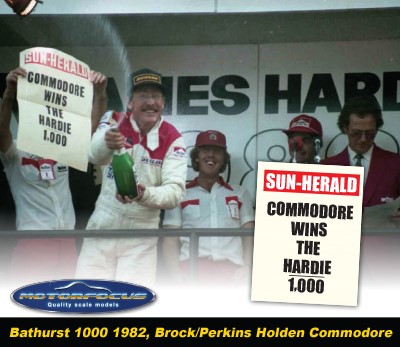 SUN-HERALD
COMMODORE
WINS
THE
HARDIE
1.000
JAMES HARD
SUN-HERALD
COMMODORE
WINS
THE
HARDIE
1.000
MOTORFOCUS
Quality scale models
Bathurst 1000 1982, Brock/Perkins Holden Commodore